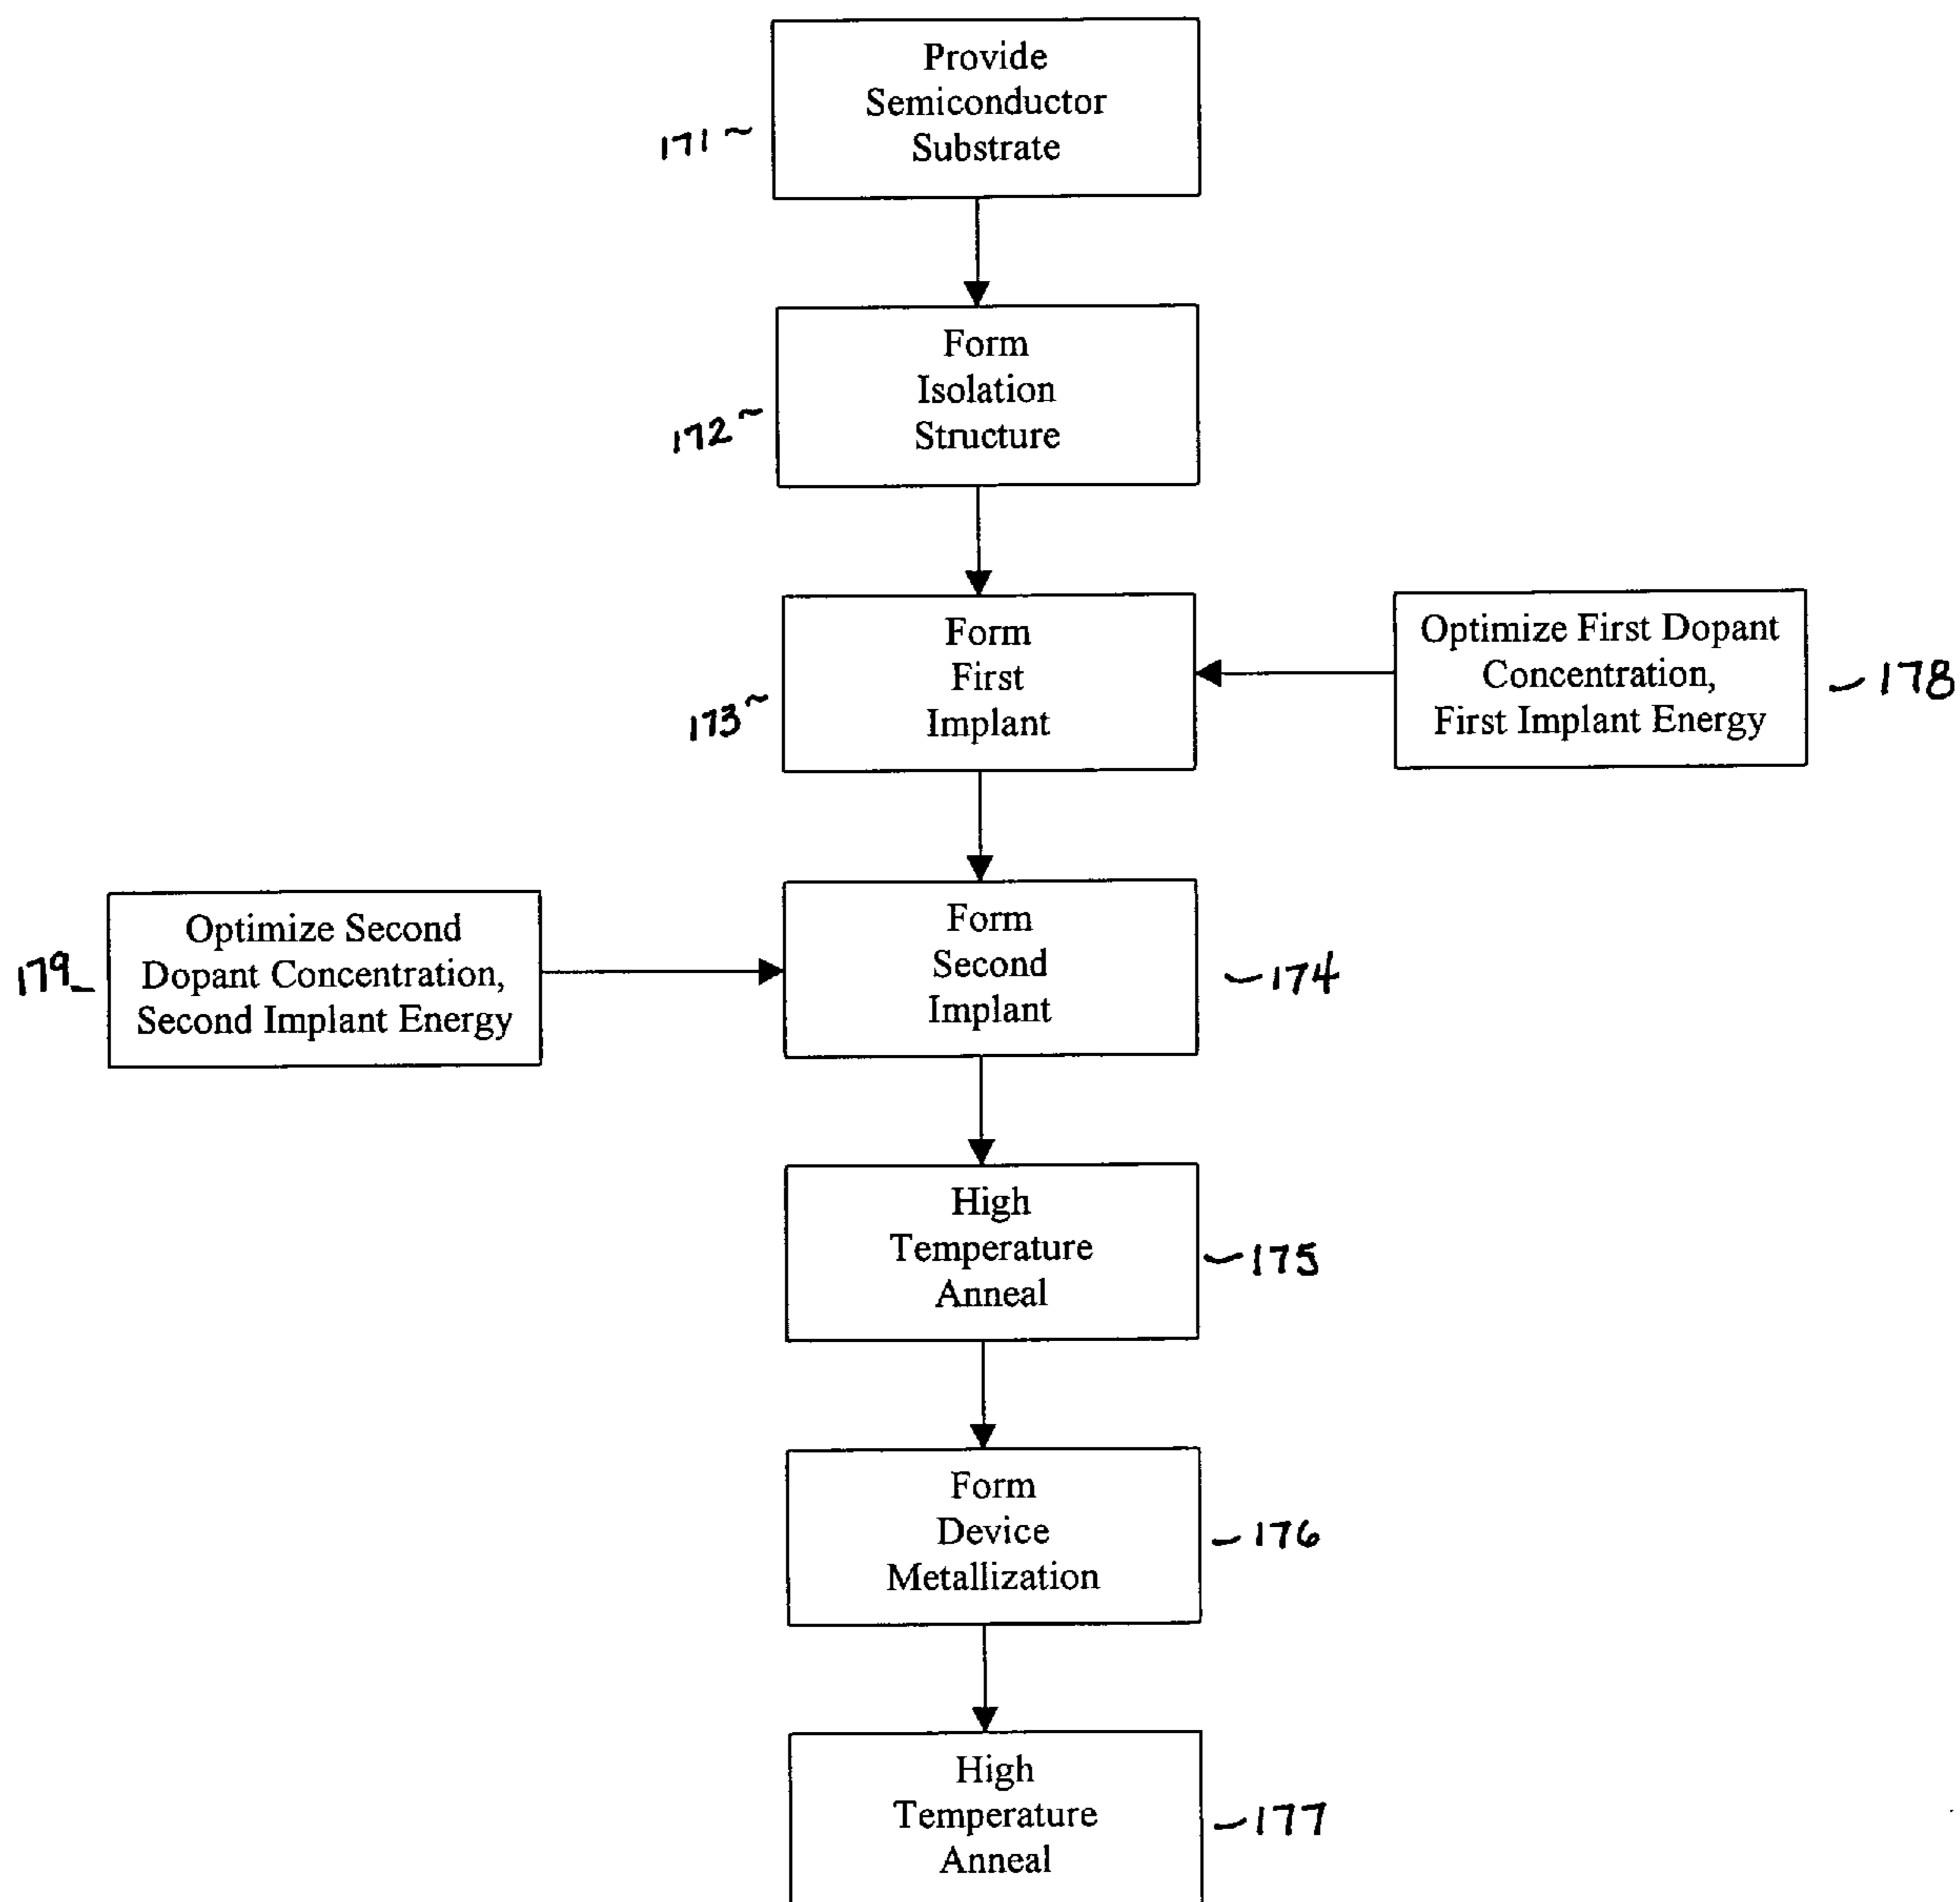 Provide
Semiconductor
Substrate
171
Form
Isolation
Structure
172
Form
First
Implant
173
Optimize First Dopant
Concentration,
First Implant Energy
178
Optimize Second
Dopant Concentration,
Second Implant Energy
179
Form
Second
Implant
174
High
Temperature
Anneal
175
Form
Device
Metallization
176
High
Temperature
Anneal
177